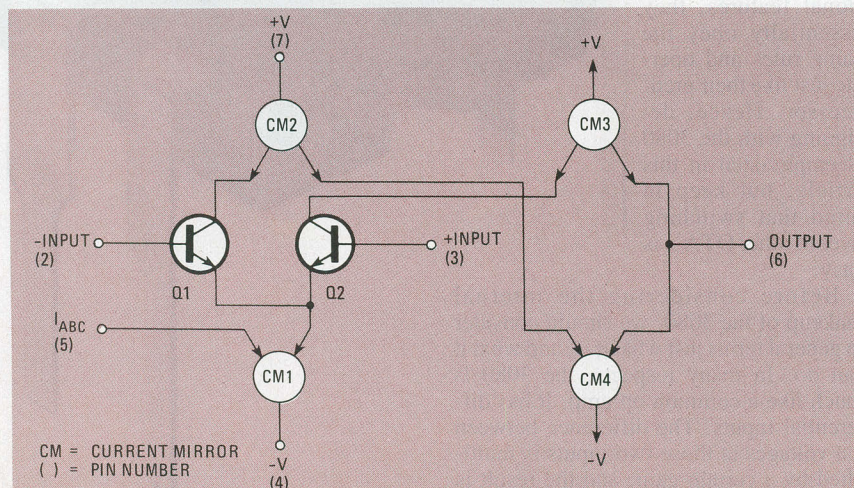 +V
(7)
+V
CM2
CM3
-INPUT
(2)
+INPUT
(3)
OUTPUT
(6)
Q1
Q2
I_ABC
(5)
CM1
CM4
-V
(4)
-V
CM = CURRENT MIRROR
( ) = PIN NUMBER